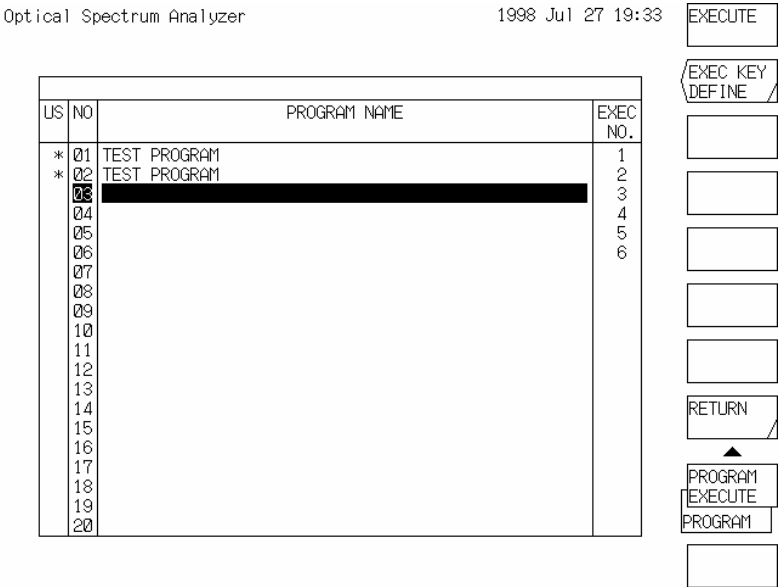 Optical Spectrum Analyzer 1998 Jul 27 19:33
US NO PROGRAM NAME EXEC NO.
* 01 TEST PROGRAM 1
* 02 TEST PROGRAM 2
03 3
04 4
05 5
06 6
07
08
09
10
11
12
13
14
15
16
17
18
19
20
EXECUTE
EXEC KEY
DEFINE
RETURN
PROGRAM
EXECUTE
PROGRAM